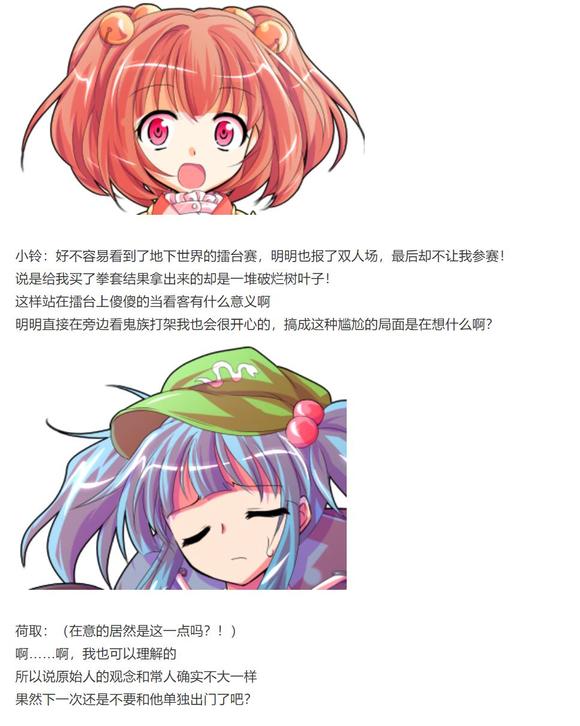 小铃：好不容易看到了地下世界的擂台赛，明明也报了双人场，最后却不让我参赛！
说是给我买了拳套结果拿出来的却是一堆破烂树叶子！
这样站在擂台上傻傻的当看客有什么意义啊
明明直接在旁边看鬼族打架我也会很开心的，搞成这种尴尬的局面是在想什么啊？
荷取：（在意的居然是这一点吗？！）
啊……啊，我也可以理解的
所以说原始人的观念和常人确实不大一样
果然下一次还是不要和他单独出门了吧？